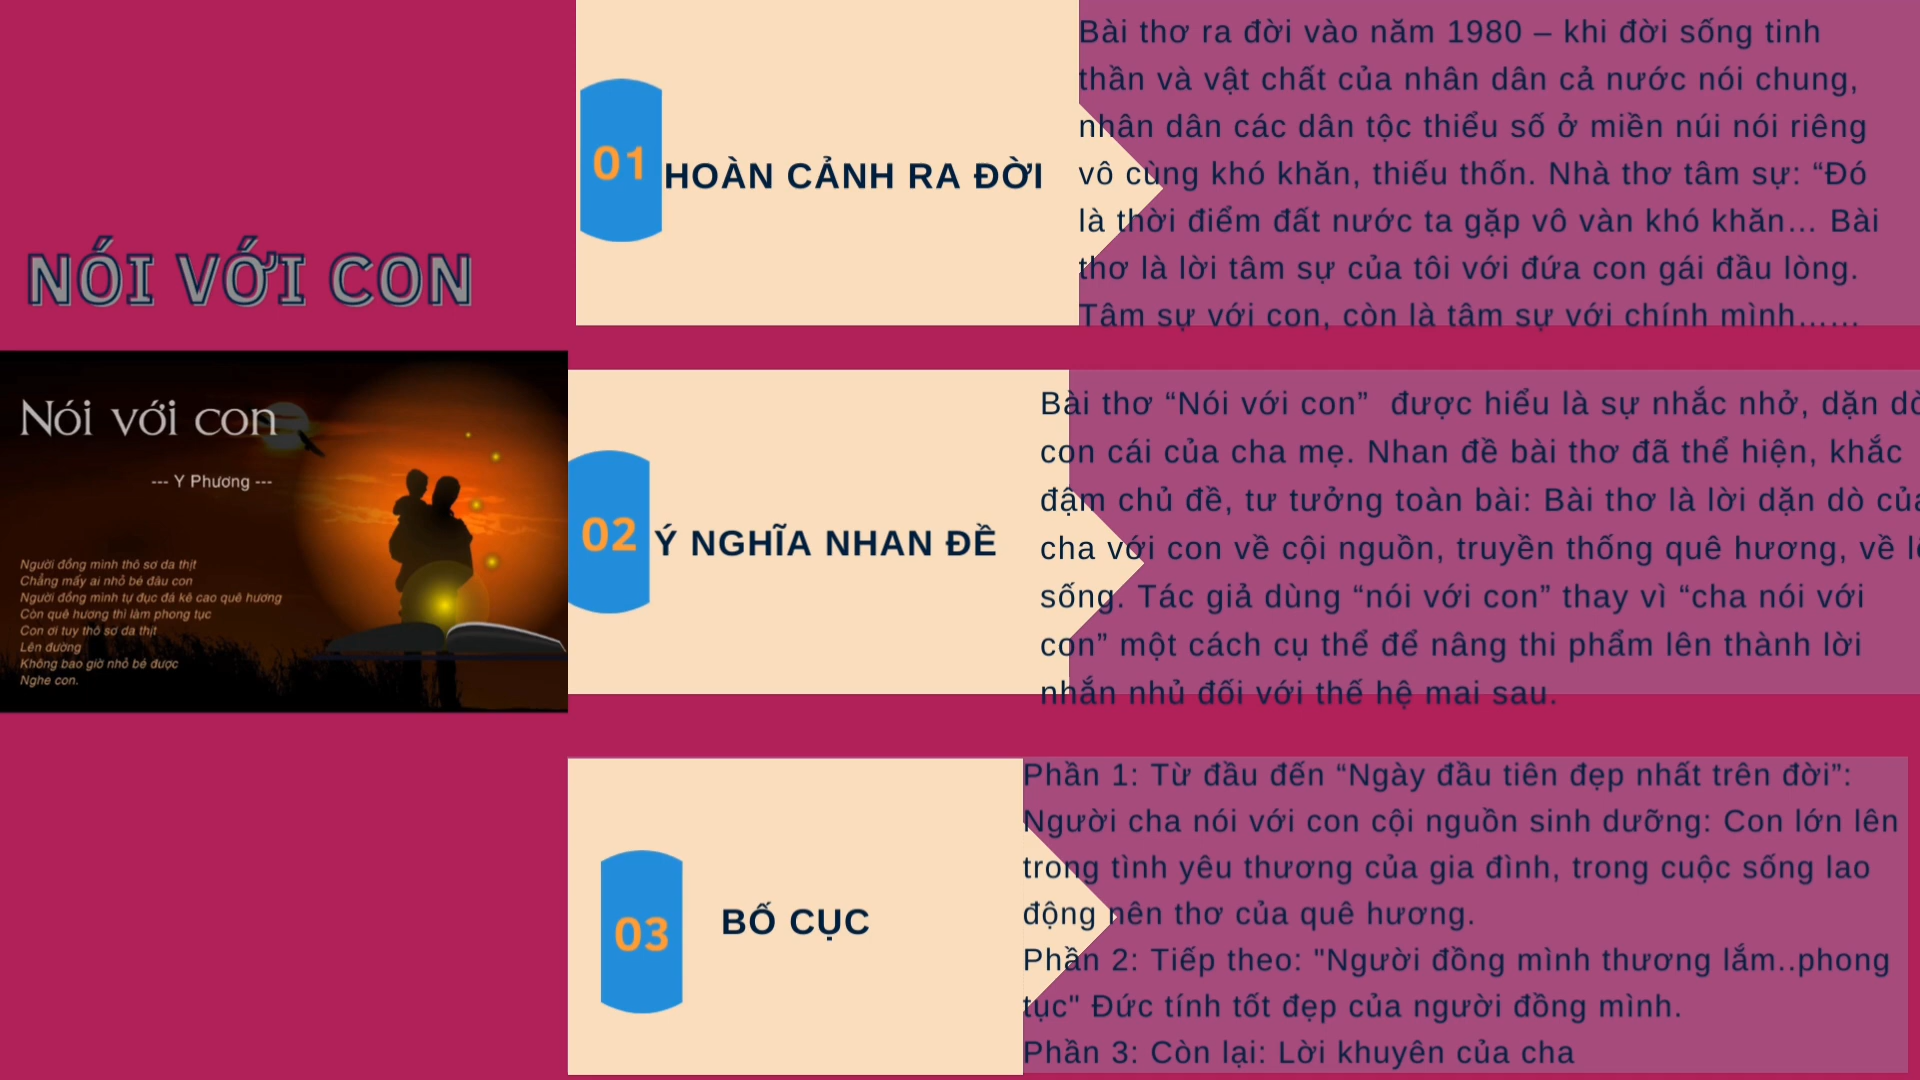 NÓI VỚI CON
Nói với con
--- Y Phương ---
Người đồng mình thô sơ da thịt
Chẳng mấy ai nhỏ bé đâu con
Người đồng mình tự đục đá kê cao quê hương
Còn quê hương thì làm phong tục
Con ơi tuy thô sơ da thịt
Lên đường
Không bao giờ nhỏ bé được
Nghe con.
01
HOÀN CẢNH RA ĐỜI
Bài thơ ra đời vào năm 1980 – khi đời sống tinh
thần và vật chất của nhân dân cả nước nói chung,
nhân dân các dân tộc thiểu số ở miền núi nói riêng
vô cùng khó khăn, thiếu thốn. Nhà thơ tâm sự: “Đó
là thời điểm đất nước ta gặp vô vàn khó khăn… Bài
thơ là lời tâm sự của tôi với đứa con gái đầu lòng.
Tâm sự với con, còn là tâm sự với chính mình……
02
Ý NGHĨA NHAN ĐỀ
Bài thơ “Nói với con” được hiểu là sự nhắc nhở, dặn dò
con cái của cha mẹ. Nhan đề bài thơ đã thể hiện, khắc
đậm chủ đề, tư tưởng toàn bài: Bài thơ là lời dặn dò của
cha với con về cội nguồn, truyền thống quê hương, về
sống. Tác giả dùng “nói với con” thay vì “cha nói với
con” một cách cụ thể để nâng thi phẩm lên thành lời
nhắn nhủ đối với thế hệ mai sau.
03
BỐ CỤC
Phần 1: Từ đầu đến “Ngày đầu tiên đẹp nhất trên đời”:
Người cha nói với con cội nguồn sinh dưỡng: Con lớn lên
trong tình yêu thương của gia đình, trong cuộc sống lao
động nên thơ của quê hương.
Phần 2: Tiếp theo: "Người đồng mình thương lắm..phong
tục" Đức tính tốt đẹp của người đồng mình.
Phần 3: Còn lại: Lời khuyên của cha